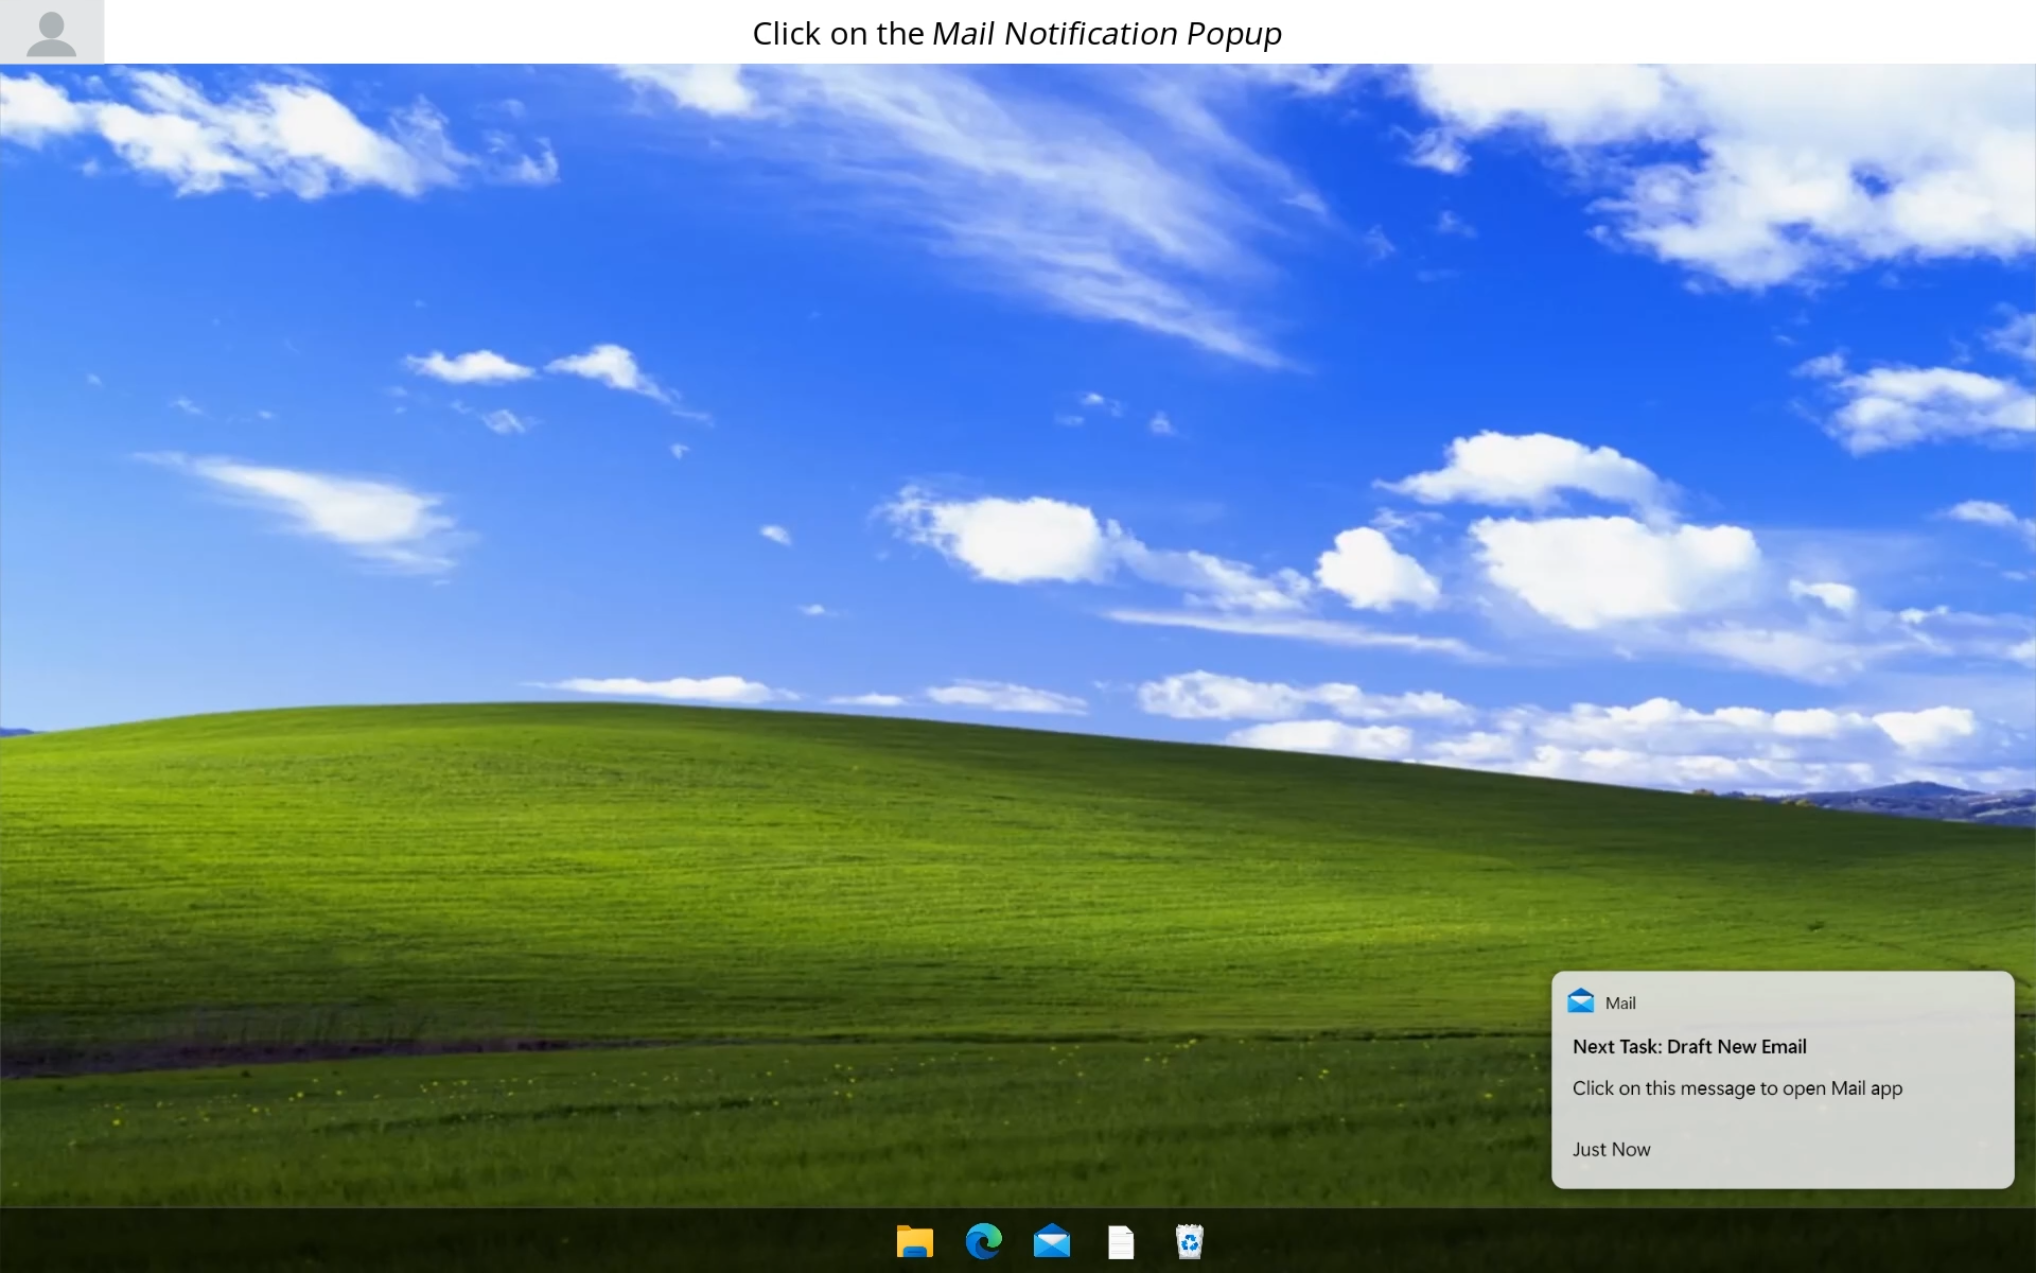 Click on the Mail Notification Popup
Mail
Next Task: Draft New Email
Click on this message to open Mail app
Just Now